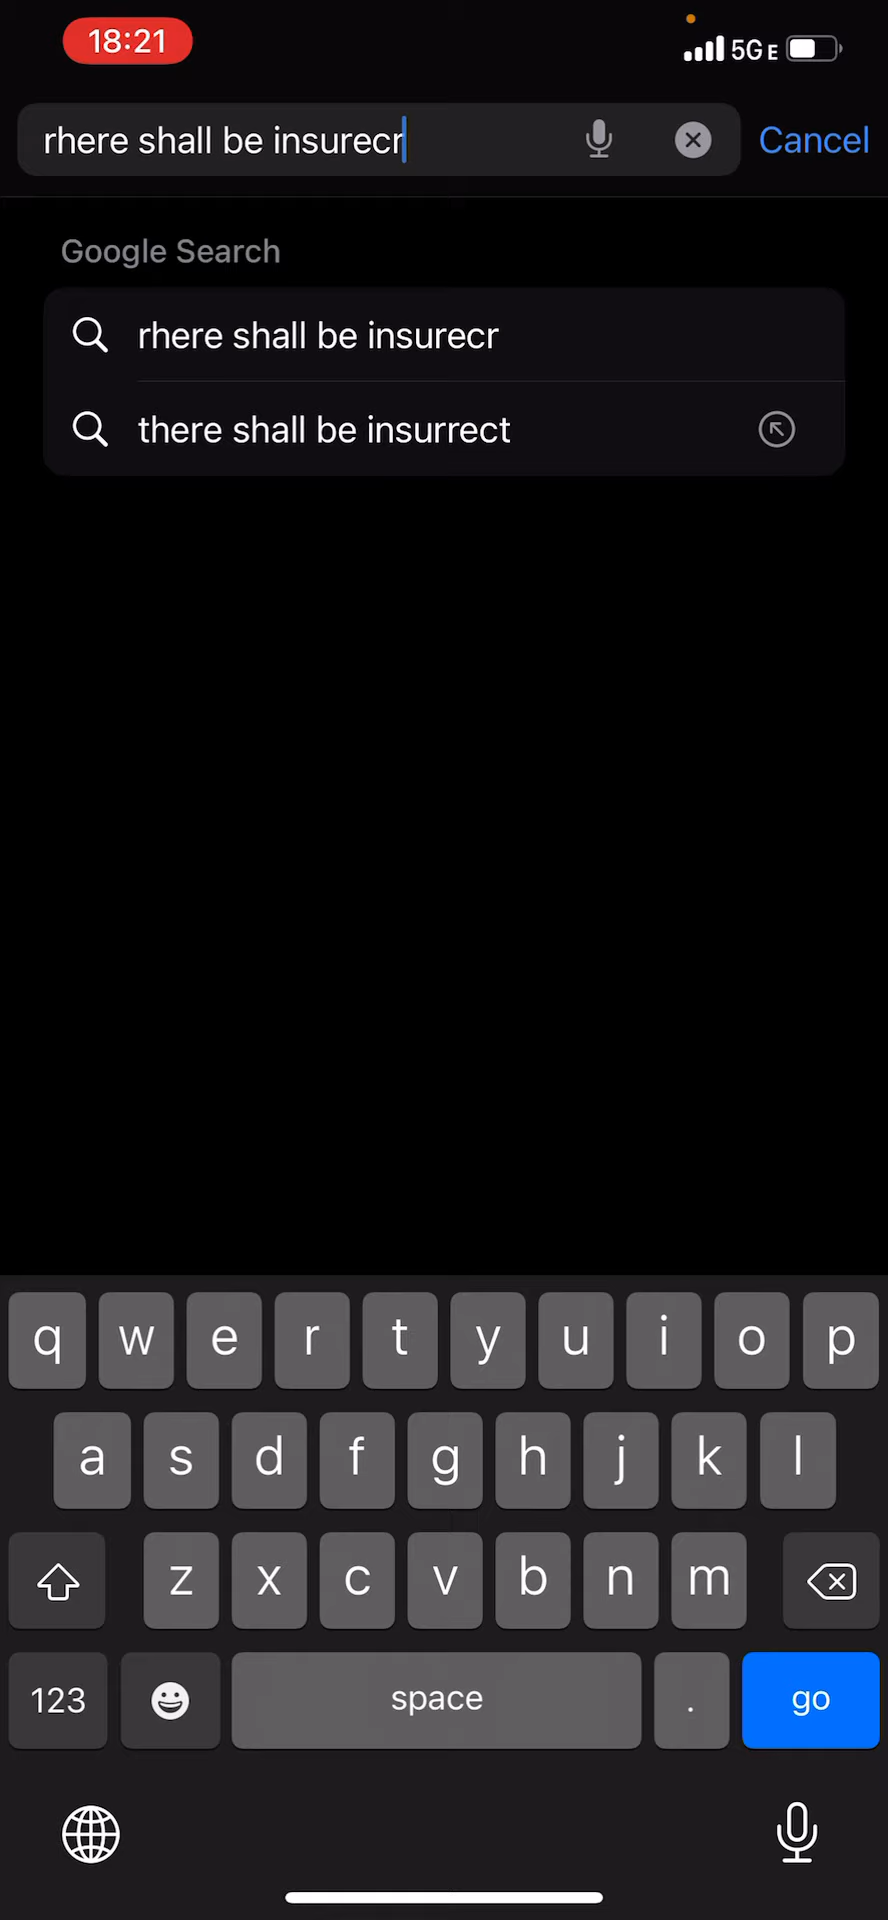 18:21
5G E
rhere shall be insurecr
Cancel
Google Search
rhere shall be insurecr
there shall be insurrect
q w e r t y u i o p
a s d f g h j k l
z x c v b n m
123 space . go